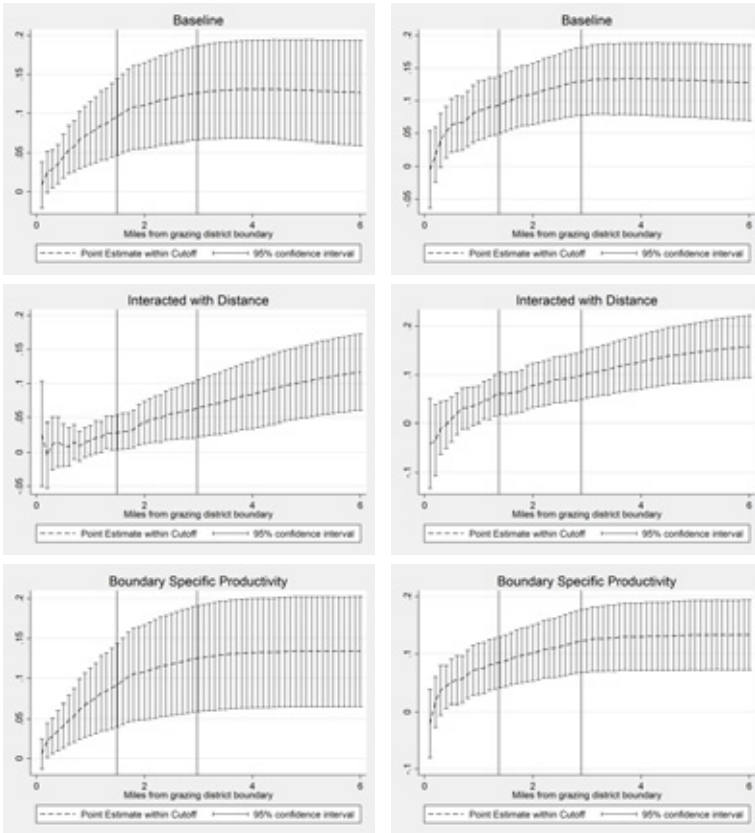 Baseline
.2
.15
.1
.05
0
0 2 4 6
Miles from grazing district boundary
Point Estimate within Cutoff 95% confidence interval
Baseline
.2
.15
.1
.05
0
-.05
0 2 4 6
Miles from grazing district boundary
Point Estimate within Cutoff 95% confidence interval
Interacted with Distance
.2
.15
.1
.05
0
-.05
0 2 4 6
Miles from grazing district boundary
Point Estimate within Cutoff 95% confidence interval
Interacted with Distance
.2
.1
0
-.1
0 2 4 6
Miles from grazing district boundary
Point Estimate within Cutoff 95% confidence interval
Boundary Specific Productivity
.2
.15
.1
.05
0
0 2 4 6
Miles from grazing district boundary
Point Estimate within Cutoff 95% confidence interval
Boundary Specific Productivity
.2
.1
0
-.1
0 2 4 6
Miles from grazing district boundary
Point Estimate within Cutoff 95% confidence interval